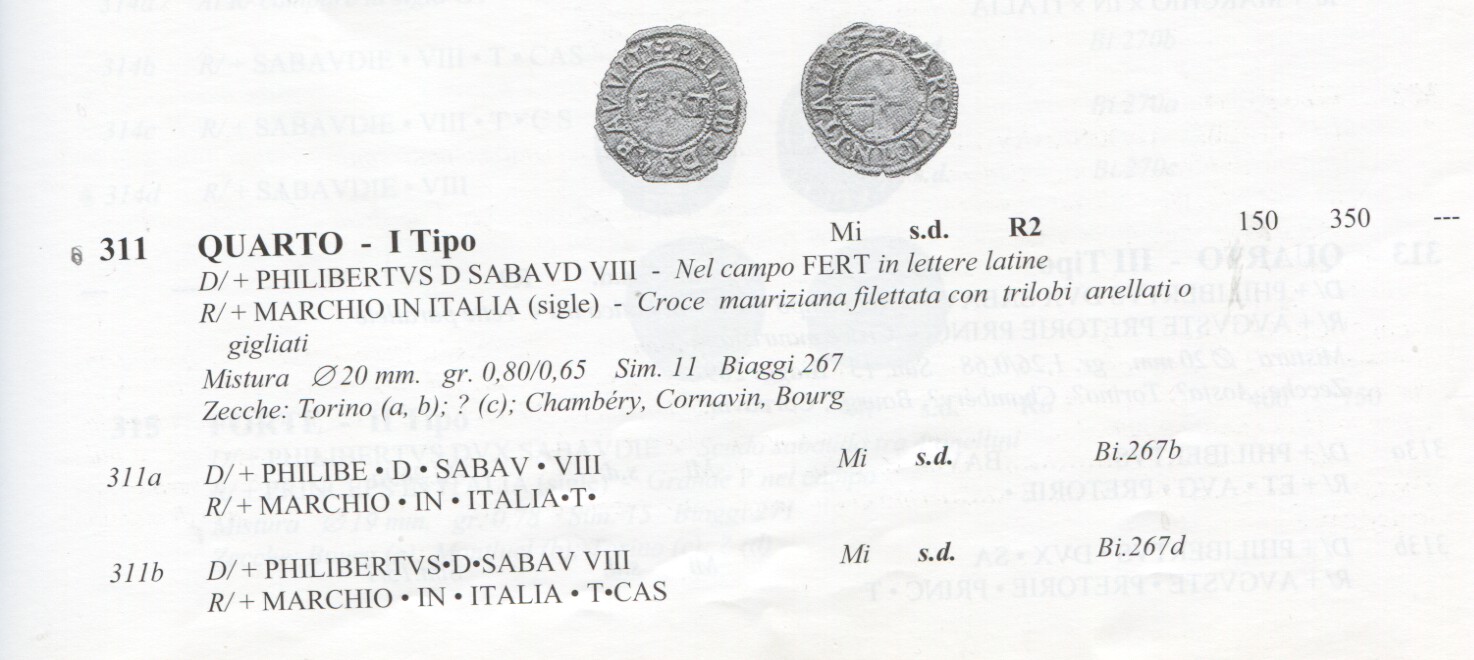 311 QUARTO - I Tipo Mi s.d. R2 150 350 ---
D/ + PHILIBERTVS D SABAVD VIII - Nel campo FERT in lettere latine
R/ + MARCHIO IN ITALIA (sigle) - Croce mauriziana filettata con trilobi anellati o
gigliati
Mistura Ø 20 mm. gr. 0,80/0,65 Sim. 11 Biaggi 267
Zecche: Torino (a, b); ? (c); Chambéry, Cornavin, Bourg
311a D/ + PHILIBE • D • SABAV • VIII Mi s.d. Bi.267b
R/ + MARCHIO • IN • ITALIA•T•
311b D/ + PHILIBERTVS•D•SABAV VIII Mi s.d. Bi.267d
R/ + MARCHIO • IN • ITALIA • T•CAS